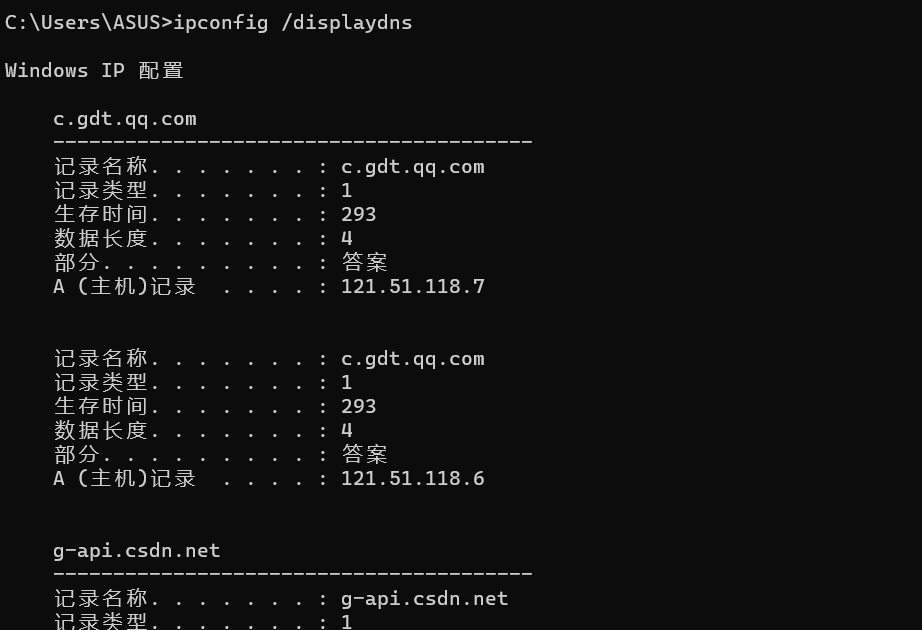 C:\Users\ASUS>ipconfig /displaydns
Windows IP 配置
c.gdt.qq.com
----------------------------------------
记录名称. . . . . . . : c.gdt.qq.com
记录类型. . . . . . . : 1
生存时间. . . . . . . : 293
数据长度. . . . . . . : 4
部分. . . . . . . . . : 答案
A (主机)记录  . . . . : 121.51.118.7
记录名称. . . . . . . : c.gdt.qq.com
记录类型. . . . . . . : 1
生存时间. . . . . . . : 293
数据长度. . . . . . . : 4
部分. . . . . . . . . : 答案
A (主机)记录  . . . . : 121.51.118.6
g-api.csdn.net
----------------------------------------
记录名称. . . . . . . : g-api.csdn.net
记录类型. . . . . . . : 1